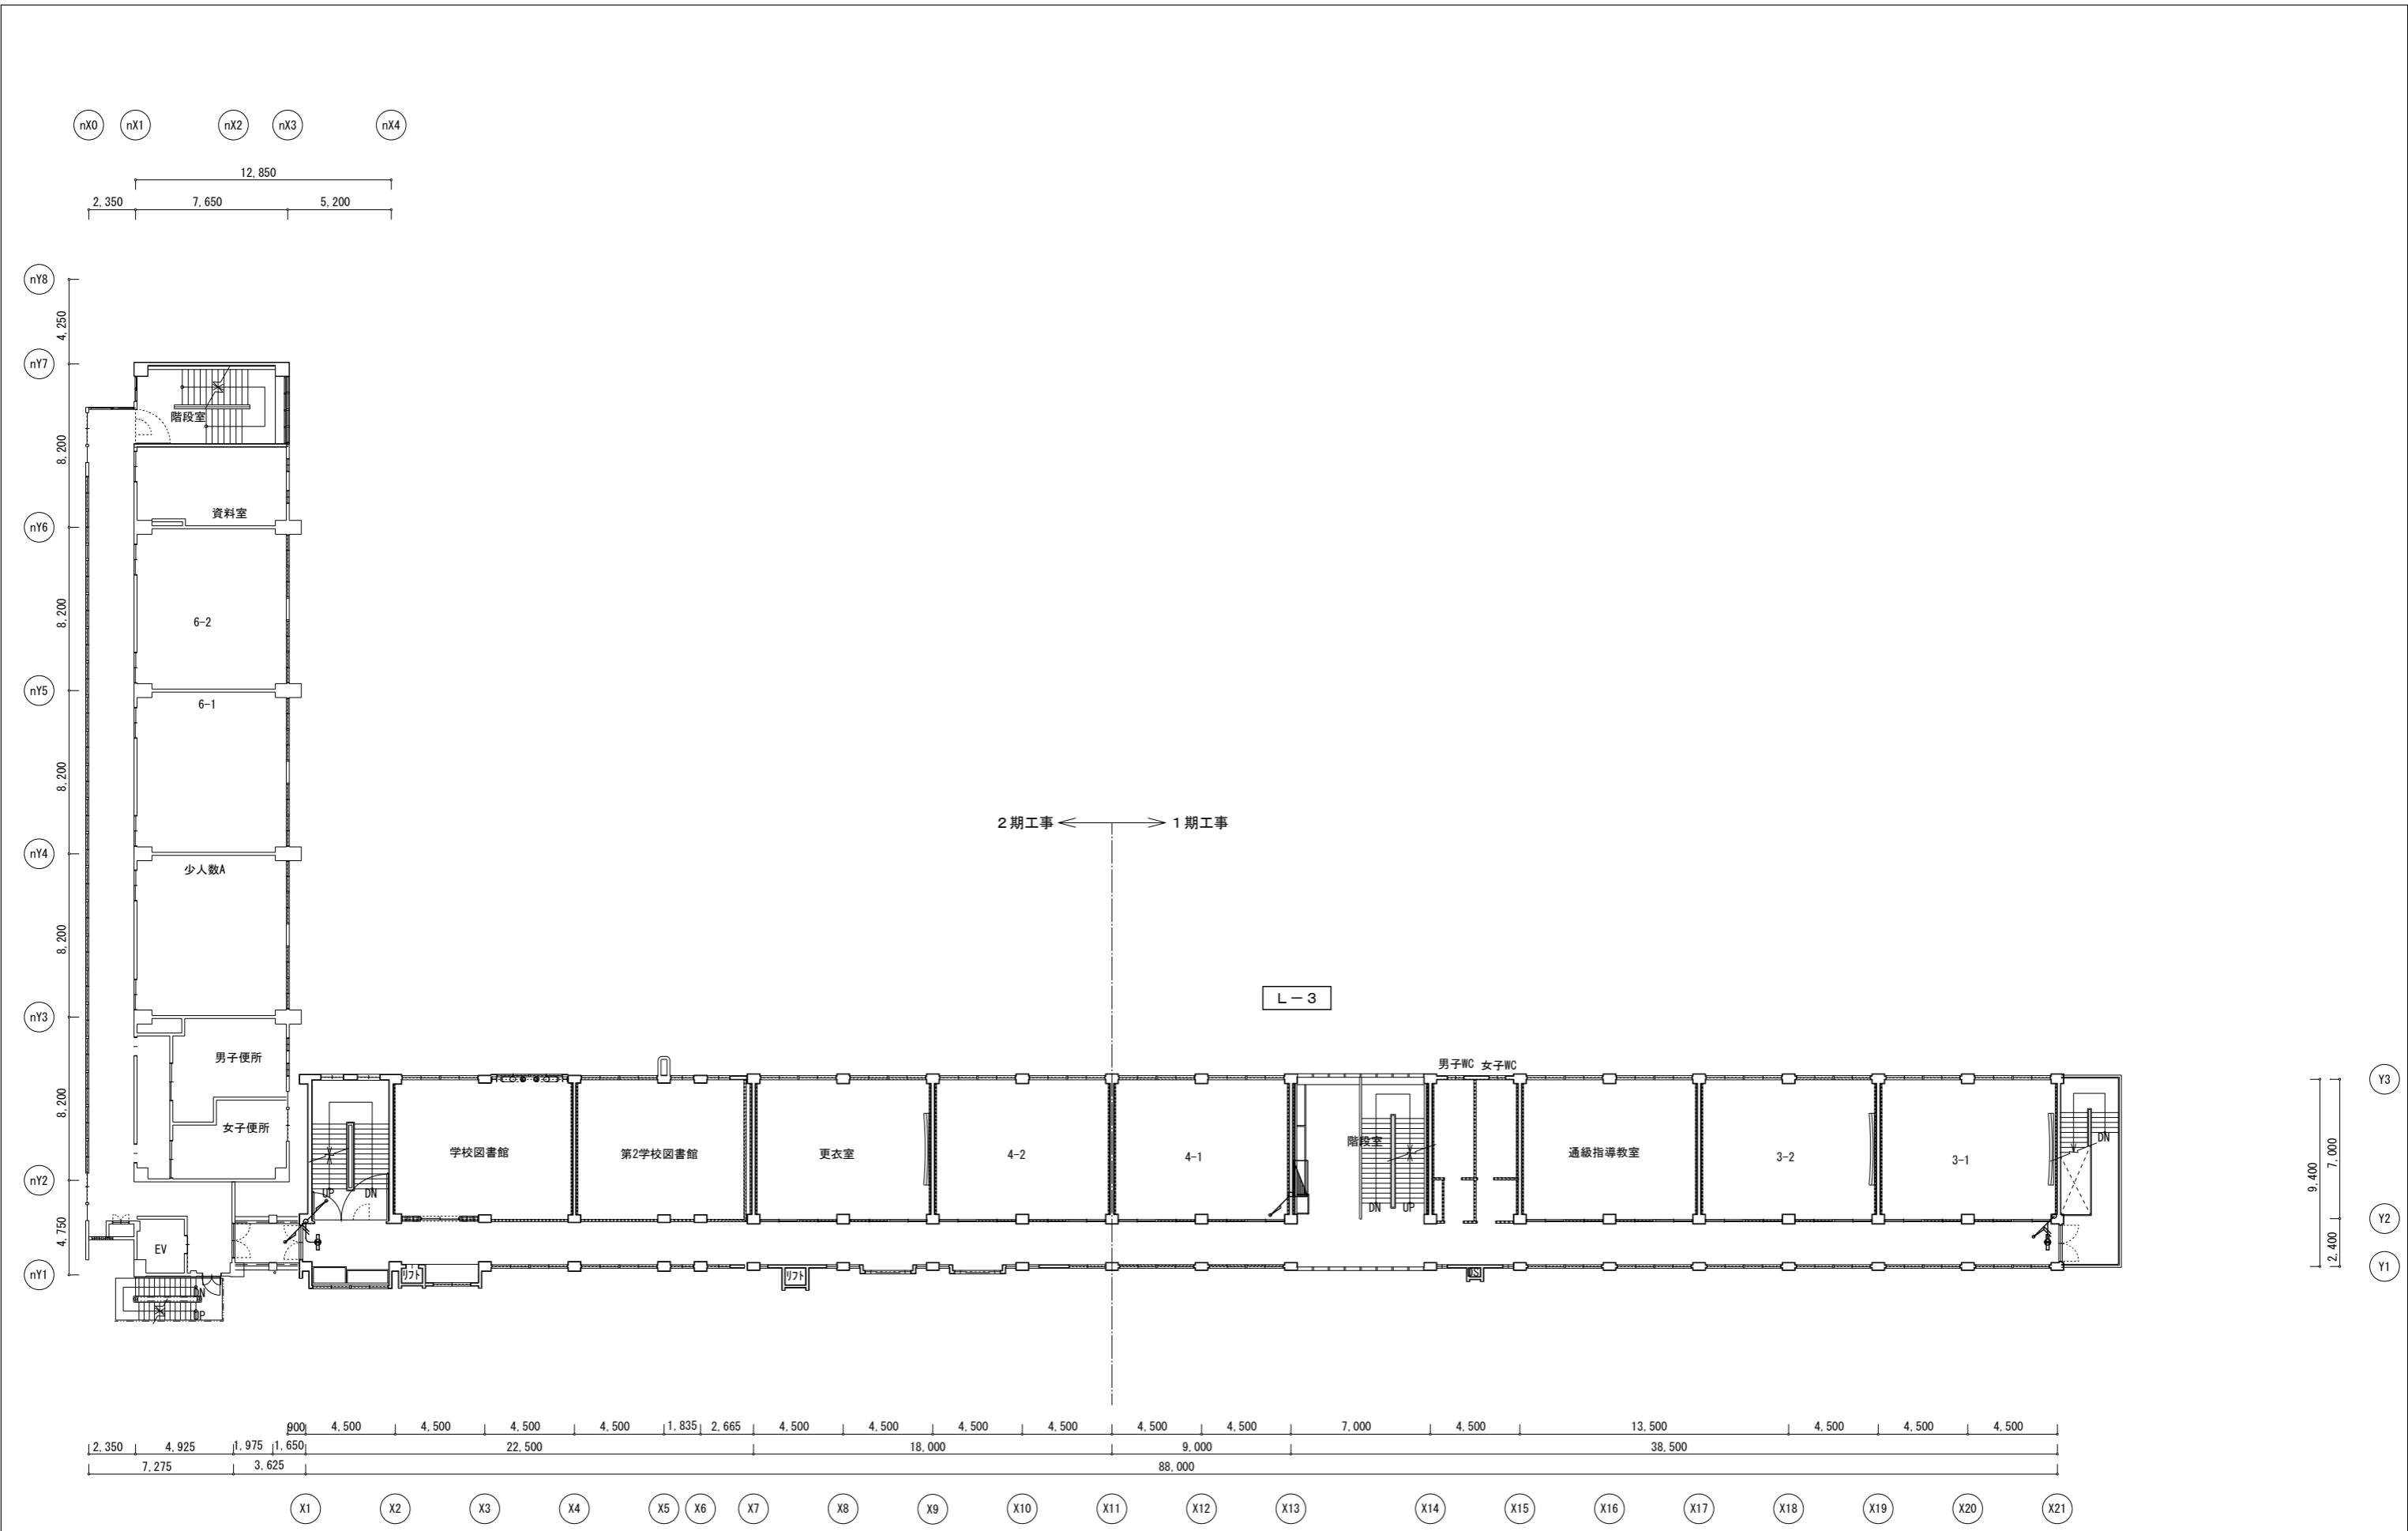 nX0 nX1 nX2 nX3 nX4
12,850
2,350 7,650 5,200
nY8
4,250
nY7
階段室
8,200
資料室
nY6
8,200
6-2
nY5
6-1
8,200
２期工事 １期工事
nY4
少人数A
8,200
L－3
nY3
男子便所
男子WC 女子WC
Y3
8,200
女子便所
学校図書館 第2学校図書館 更衣室 4-2 4-1 階段室 通級指導教室 3-2 3-1 DN
9,400 7,000
nY2
UP DN
DN UP
Y2
4,750
EV
2,400
nY1
リフト リフト DS
Y1
DN
UP
900 4,500 4,500 4,500 4,500 1,835 2,665 4,500 4,500 4,500 4,500 4,500 4,500 7,000 4,500 13,500 4,500 4,500 4,500
2,350 4,925 1,975 1,650 22,500 18,000 9,000 38,500
7,275 3,625 88,000
X1 X2 X3 X4 X5 X6 X7 X8 X9 X10 X11 X12 X13 X14 X15 X16 X17 X18 X19 X20 X21